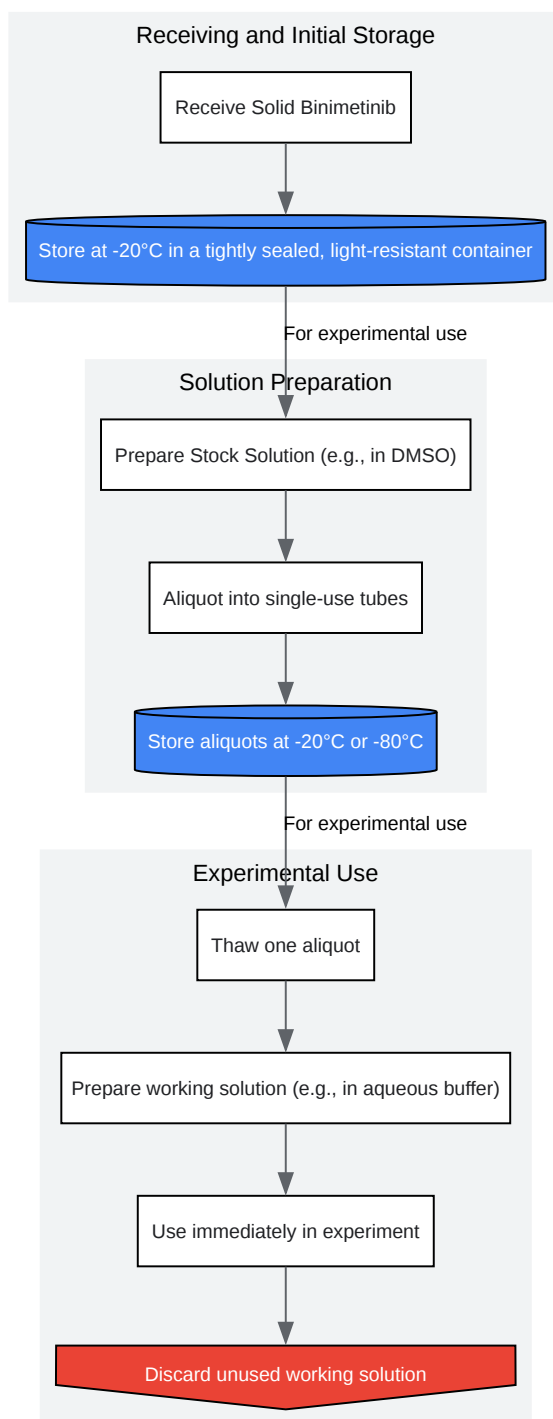 Receiving and Initial Storage
Receive Solid Binimetinib
Store at -20°C in a tightly sealed, light-resistant container
For experimental use
Solution Preparation
Prepare Stock Solution (e.g., in DMSO)
Aliquot into single-use tubes
Store aliquots at -20°C or -80°C
For experimental use
Experimental Use
Thaw one aliquot
Prepare working solution (e.g., in aqueous buffer)
Use immediately in experiment
Discard unused working solution